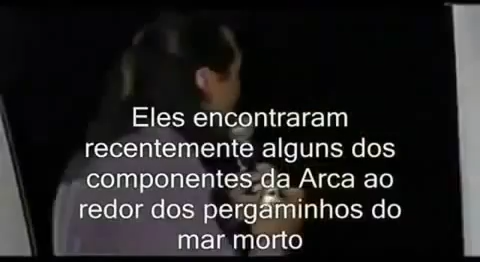 Eles encontraram
recentemente alguns dos
componentes da Arca ao
redor dos pergaminhos do
mar morto